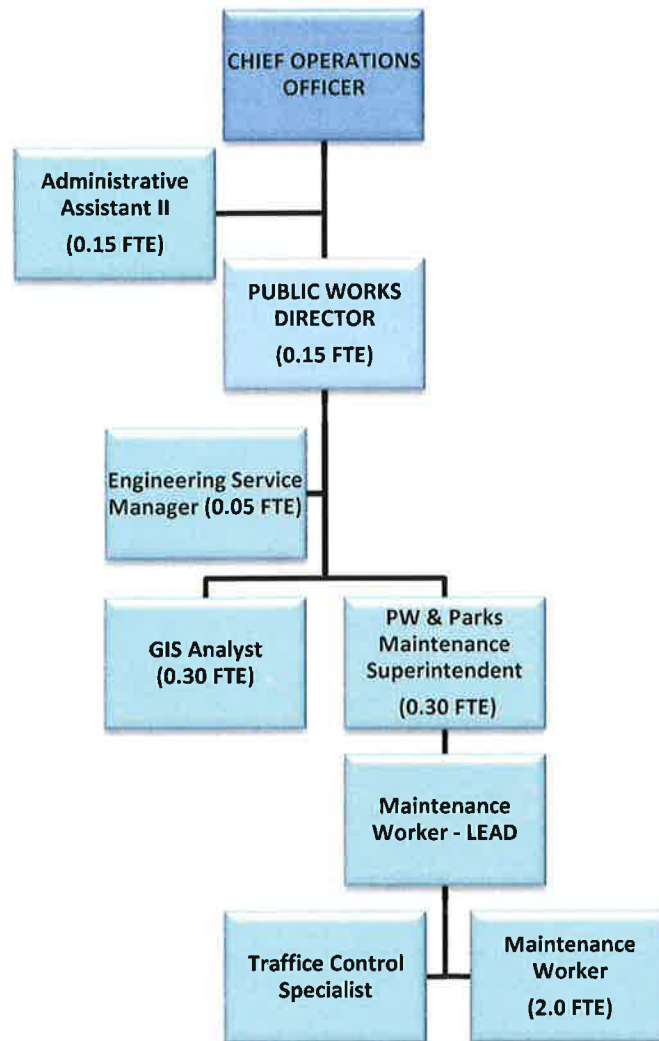 CHIEF OPERATIONS
OFFICER
Administrative
Assistant II
(0.15 FTE)
PUBLIC WORKS
DIRECTOR
(0.15 FTE)
Engineering Service
Manager (0.05 FTE)
GIS Analyst
(0.30 FTE)
PW & Parks
Maintenance
Superintendent
(0.30 FTE)
Maintenance
Worker - LEAD
Traffice Control
Specialist
Maintenance
Worker
(2.0 FTE)